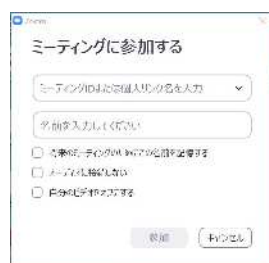 Zoom
ミーティングに参加する
ミーティングIDまたは個人リンク名を入力
名前を入力してください
将来のミーティングのためにこの名前を記憶する
オーディオに接続しない
自分のビデオをオフにする
参加
キャンセル